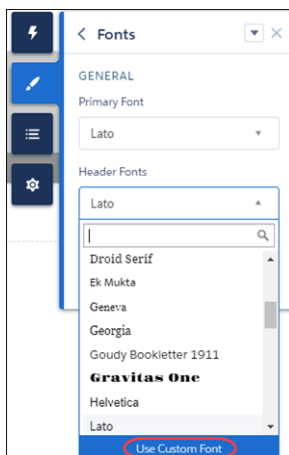 Fonts
GENERAL
Primary Font
Lato
Header Fonts
Lato
Droid Serif
Ek Mukta
Geneva
Georgia
Goudy Bookletter 1911
Gravitas One
Helvetica
Lato
Use Custom Font